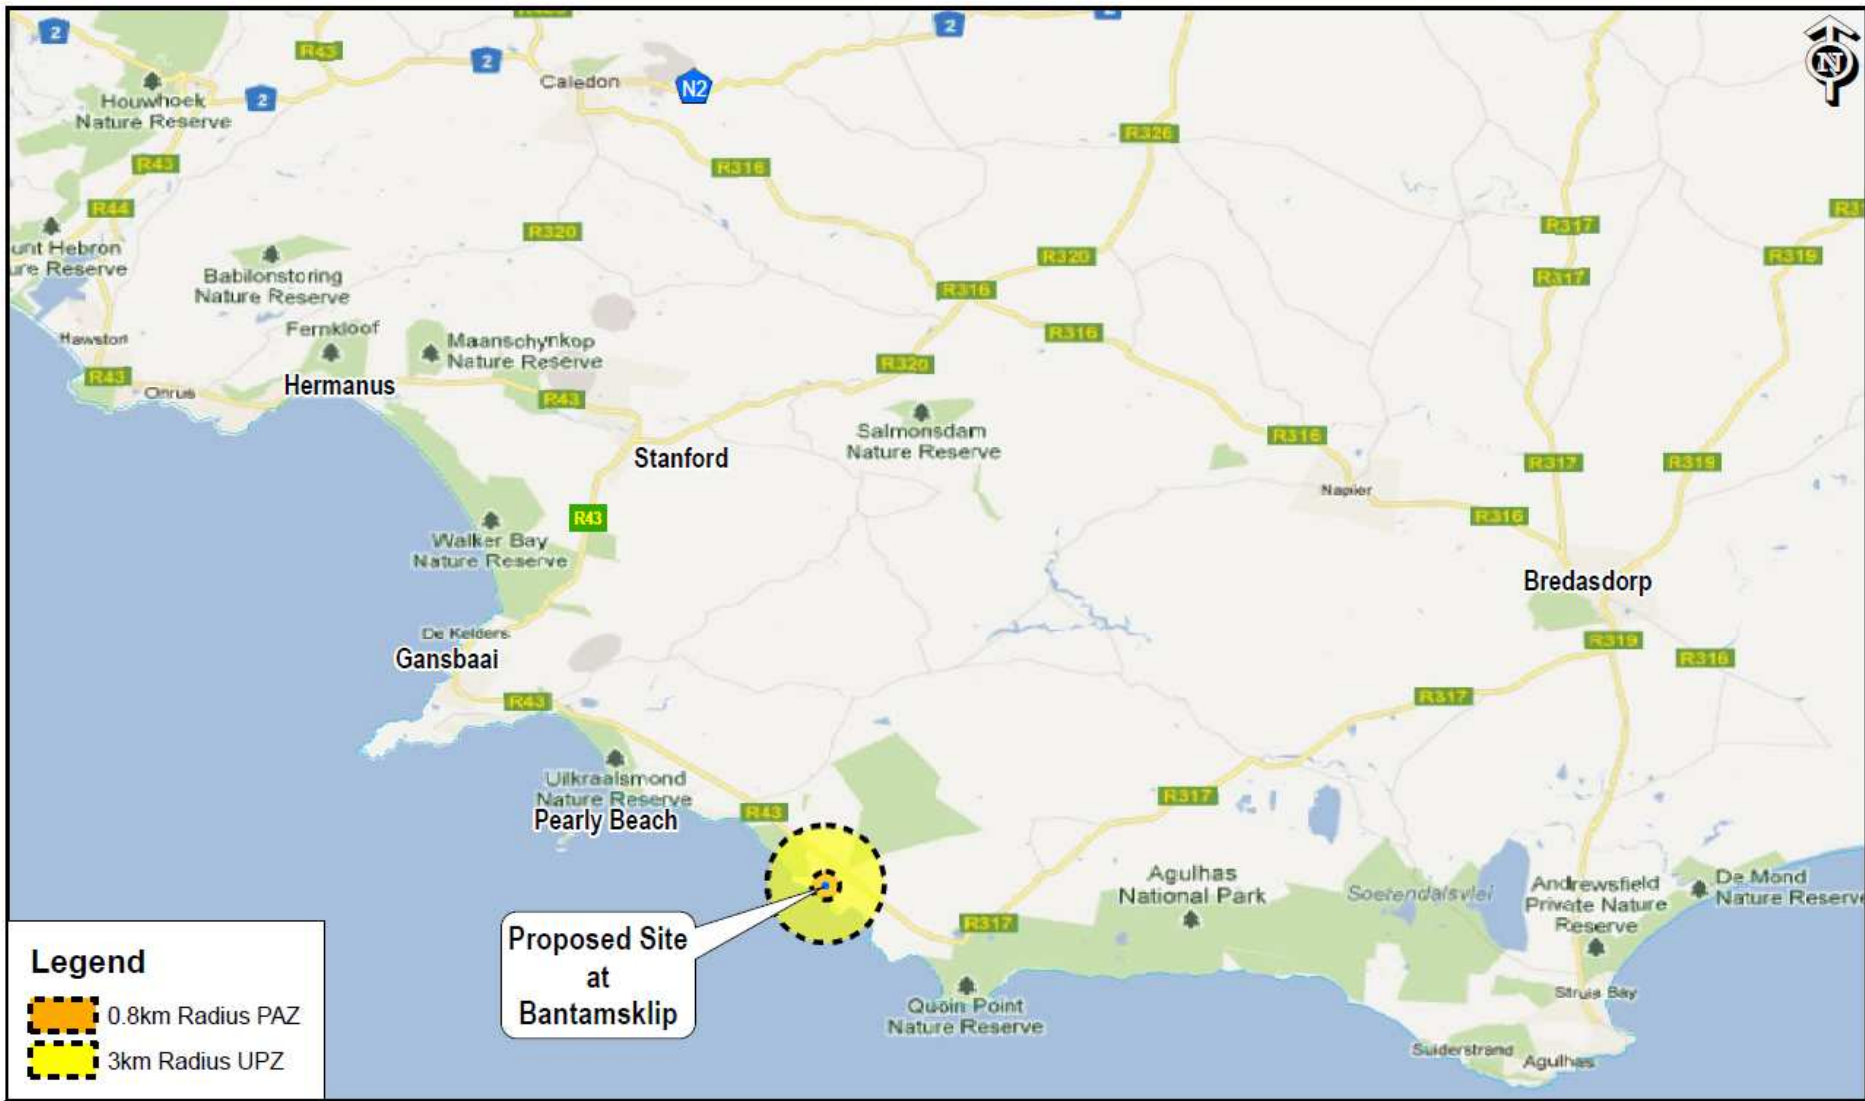 2
R43
2
2
2
Caledon
N2
N
Houwhoek
Nature Reserve
R43
R316
R326
R44
R320
R317
R319
R320
R317
unt Hebron
ure Reserve
Babilonstoring
Nature Reserve
R316
R316
Hawston
Fernkloof
Maanschynkop
Nature Reserve
R320
R43
Onrus
Hermanus
R43
Salmonsdam
Nature Reserve
R316
Stanford
R317
R319
Napier
R43
R316
Walker Bay
Nature Reserve
Bredasdorp
De Kelders
Gansbaai
R319
R316
R43
R317
Uilkraalsmond
Nature Reserve
Pearly Beach
R43
R317
Agulhas
National Park
Soetendalsvlei
Andrewsfield
Private Nature
Reserve
De Mond
Nature Reserve
R317
Proposed Site
at
Bantamsklip
Quoin Point
Nature Reserve
Struis Bay
Suiderstrand
Agulhas
Legend
0.8km Radius PAZ
3km Radius UPZ